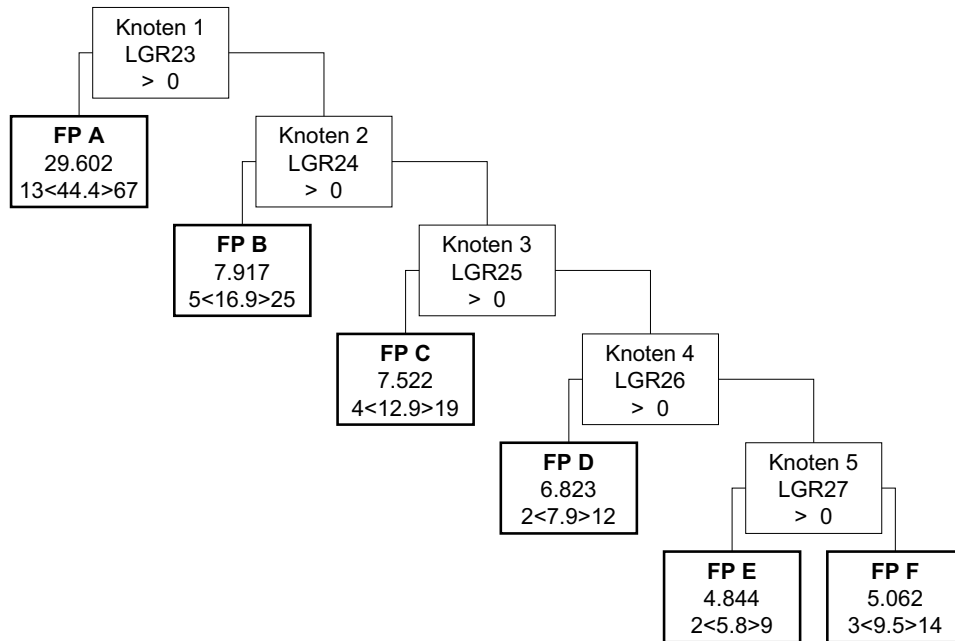 Knoten 1
LGR23
> 0
FP A
29.602
13<44.4>67
Knoten 2
LGR24
> 0
FP B
7.917
5<16.9>25
Knoten 3
LGR25
> 0
FP C
7.522
4<12.9>19
Knoten 4
LGR26
> 0
FP D
6.823
2<7.9>12
Knoten 5
LGR27
> 0
FP E
4.844
2<5.8>9
FP F
5.062
3<9.5>14